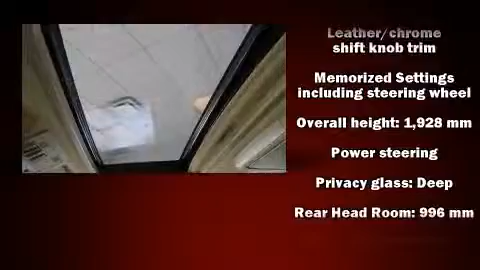 Leather/chrome
shift knob trim
Memorized Settings
including steering wheel
Overall height: 1,928 mm
Power steering
Privacy glass: Deep
Rear Head Room: 996 mm